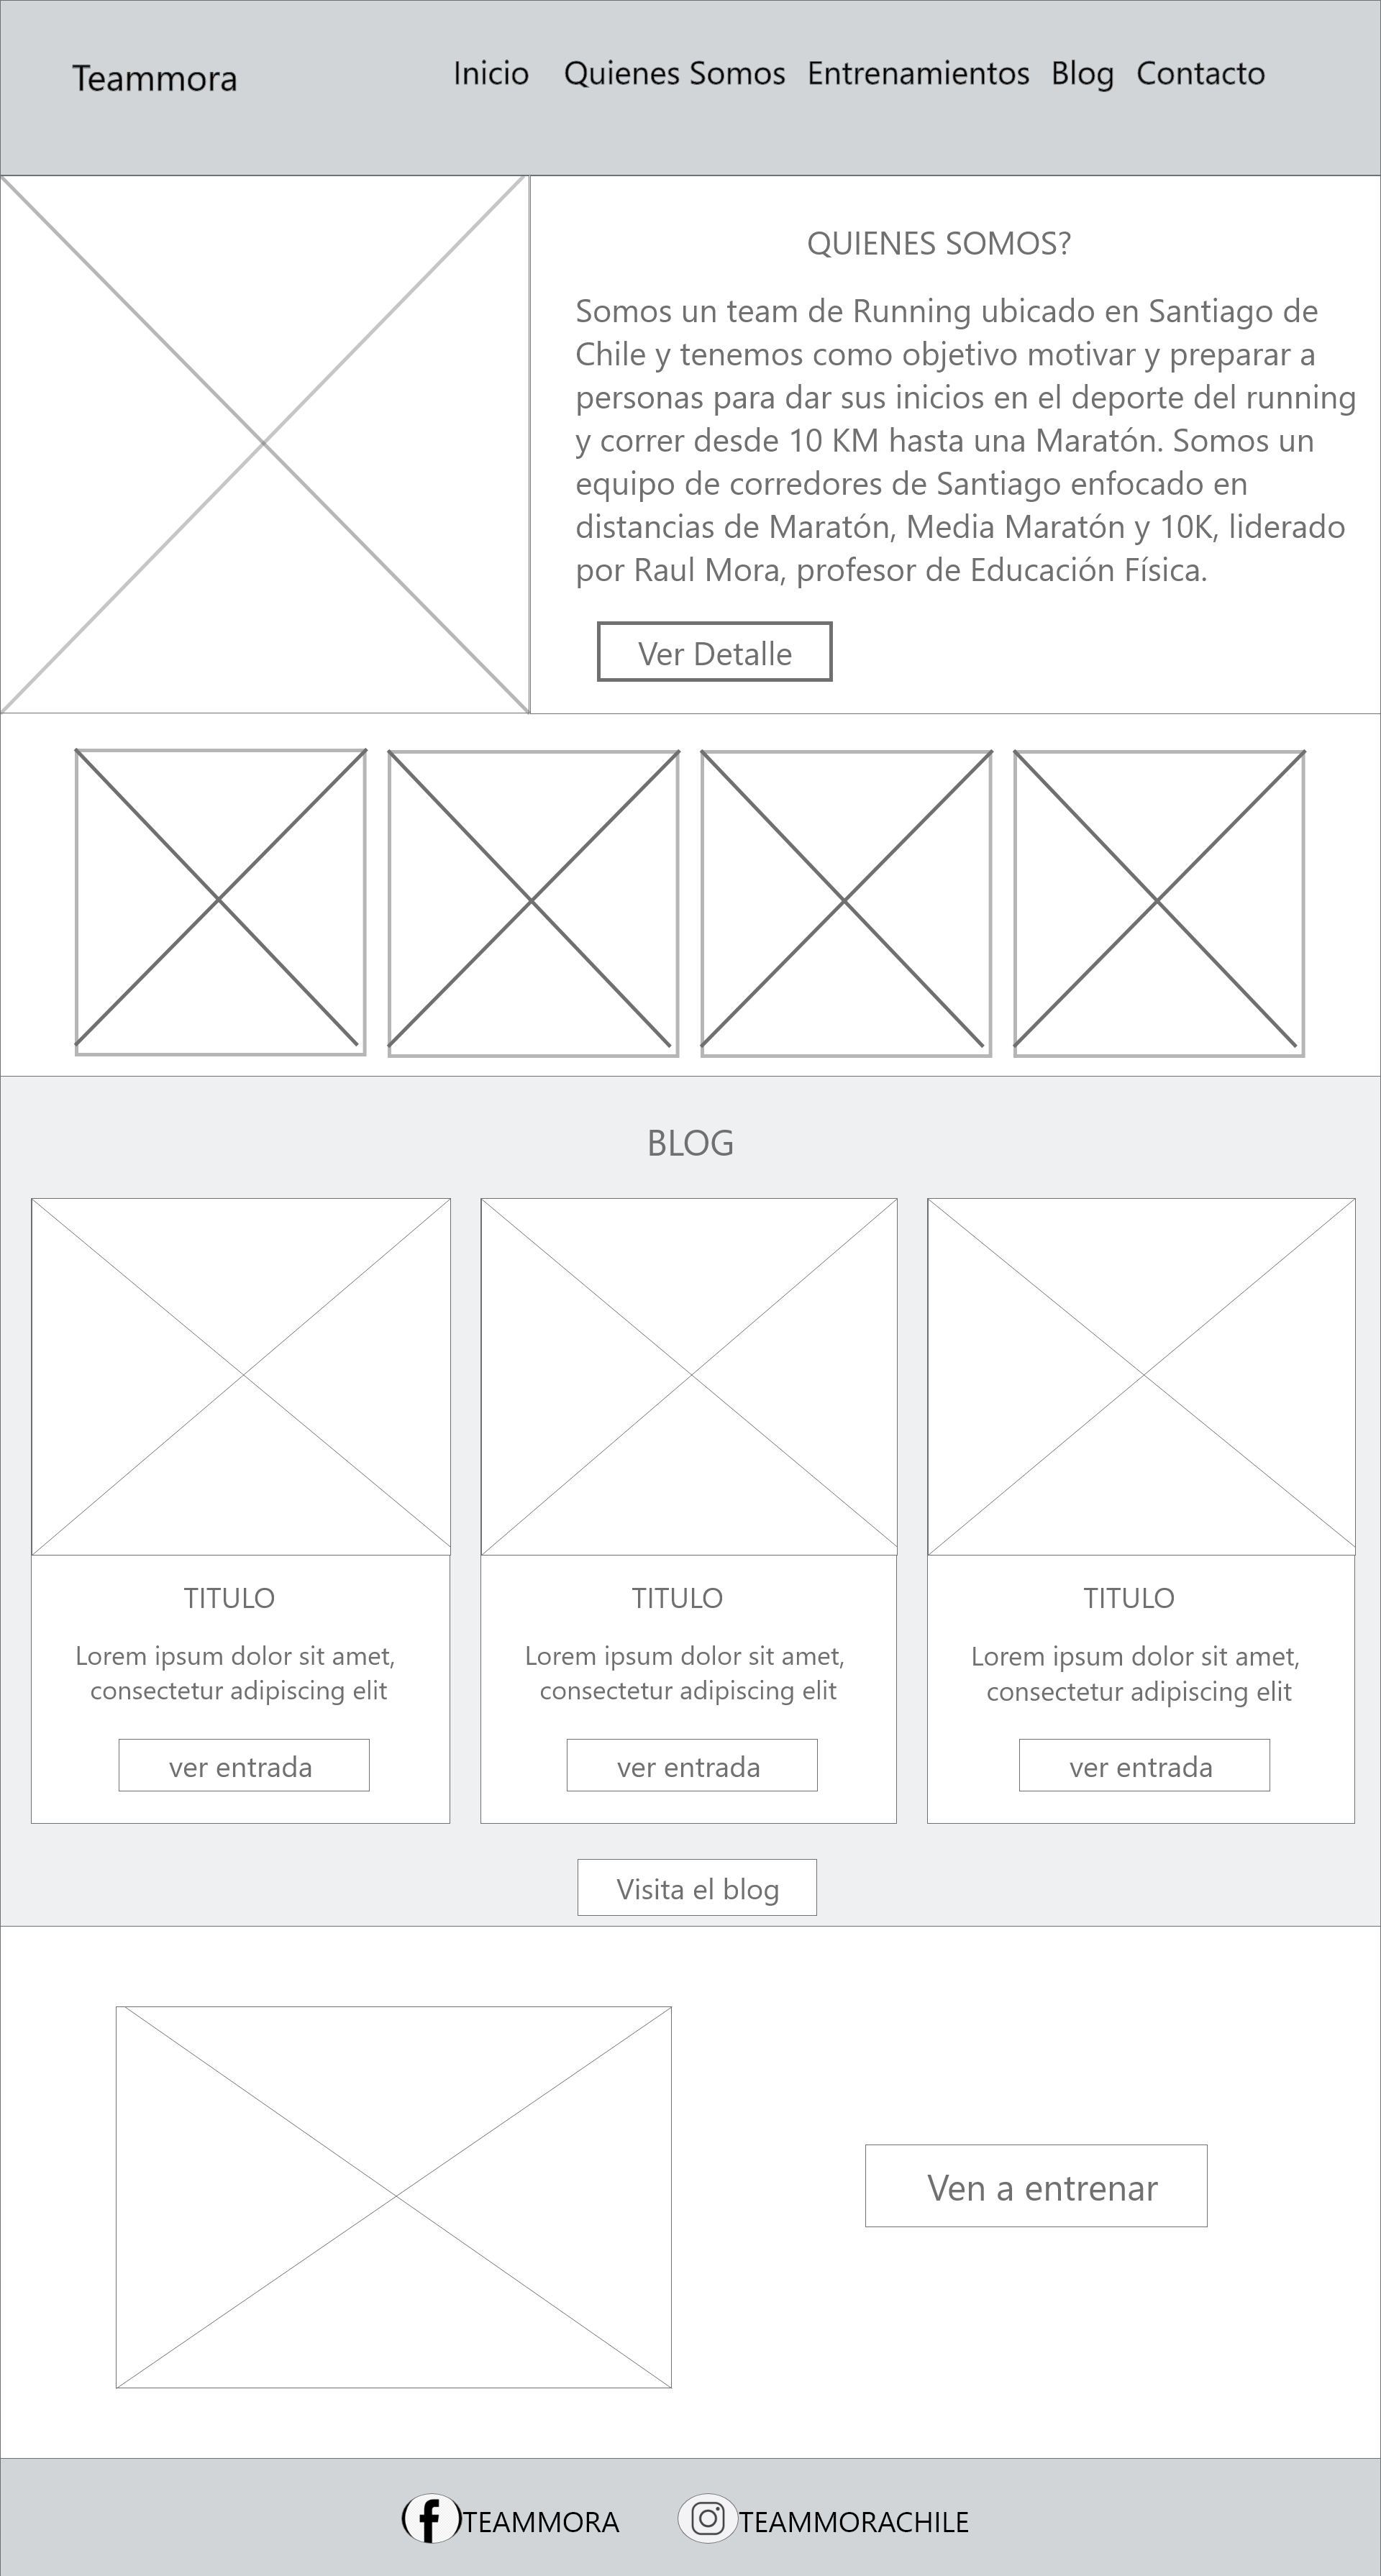 Teammora
Inicio Quienes Somos Entrenamientos Blog Contacto
QUIENES SOMOS?
Somos un team de Running ubicado en Santiago de
Chile y tenemos como objetivo motivar y preparar a
personas para dar sus inicios en el deporte del running
y correr desde 10 KM hasta una Maratón. Somos un
equipo de corredores de Santiago enfocado en
distancias de Maratón, Media Maratón y 10K, liderado
por Raul Mora, profesor de Educación Física.
Ver Detalle
BLOG
TITULO
Lorem ipsum dolor sit amet,
consectetur adipiscing elit
ver entrada
TITULO
Lorem ipsum dolor sit amet,
consectetur adipiscing elit
ver entrada
TITULO
Lorem ipsum dolor sit amet,
consectetur adipiscing elit
ver entrada
Visita el blog
Ven a entrenar
TEAMMORA
TEAMMORACHILE